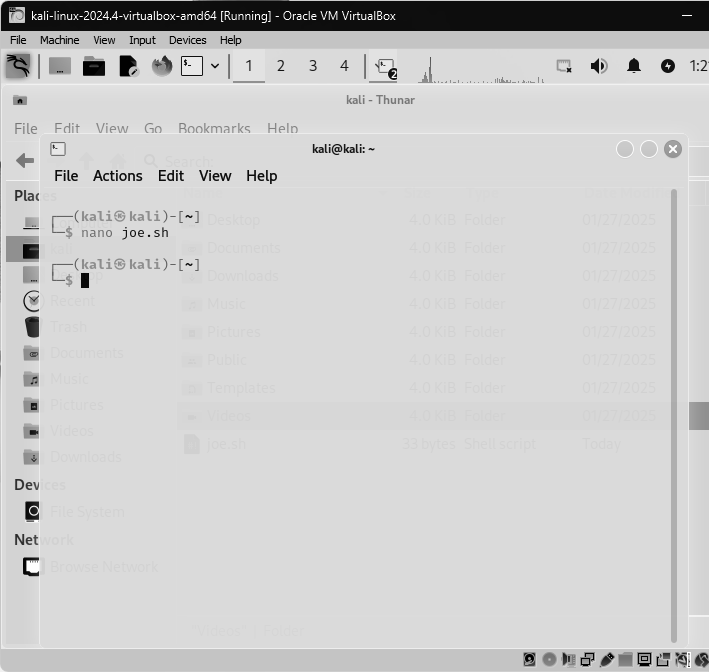 kali-linux-2024.4-virtualbox-amd64 [Running] - Oracle VM VirtualBox
File Machine View Input Devices Help
1 2 3 4 2 1:2
kali - Thunar
File Edit View Go Bookmarks Help
kali@kali: ~
Search:
File Actions Edit View Help
Places
Size Type
┌──(kali㉿kali)-[~]
└─$ nano joe.sh
┌──(kali㉿kali)-[~]
└─$
Desktop 4.0 KiB Folder 01/27/2025
Documents 4.0 KiB Folder 01/27/2025
Downloads 4.0 KiB Folder 01/27/2025
Music 4.0 KiB Folder 01/27/2025
Pictures 4.0 KiB Folder 01/27/2025
Public 4.0 KiB Folder 01/27/2025
Templates 4.0 KiB Folder 01/27/2025
Videos 4.0 KiB Folder 01/27/2025
joe.sh 33 bytes Shell script Today
Recent
Trash
Documents
Music
Pictures
Videos
Downloads
Devices
File System
Network
Browse Network
"Videos" | Folder